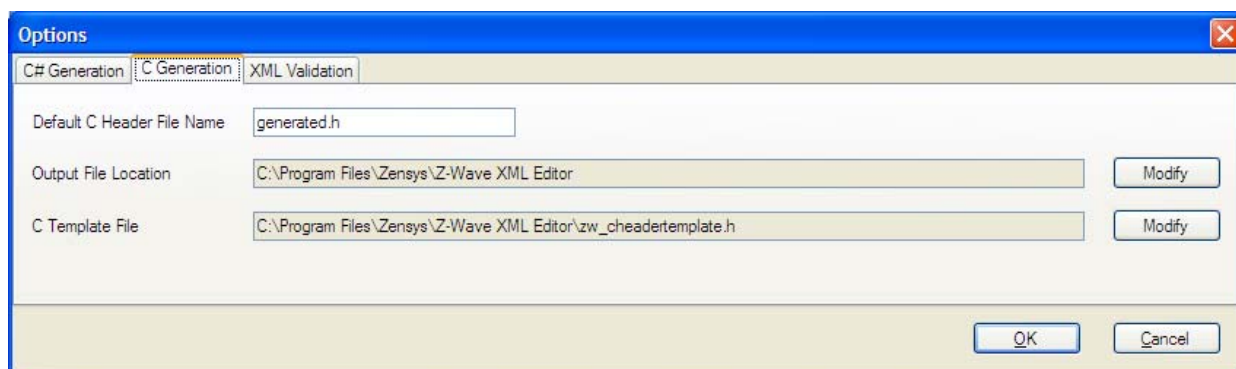 Options
C# Generation C Generation XML Validation
Default C Header File Name generated.h
Output File Location C:\Program Files\Zensys\Z-Wave XML Editor Modify
C Template File C:\Program Files\Zensys\Z-Wave XML Editor\zw_cheadertemplate.h Modify
OK Cancel